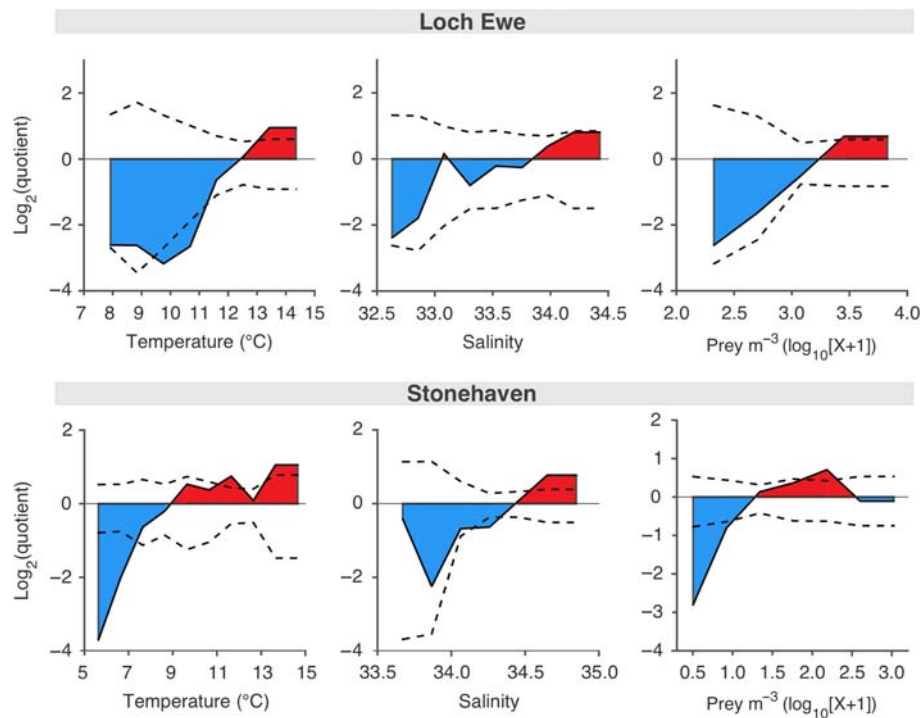 Loch Ewe
Log2(quotient)
2
0
−2
−4
7 8 9 10 11 12 13 14 15
Temperature (°C)
2
0
−2
−4
32.5 33.0 33.5 34.0 34.5
Salinity
2
0
−2
−4
2.0 2.5 3.0 3.5 4.0
Prey m−3 (log10[X+1])
Stonehaven
Log2(quotient)
2
0
−2
−4
5 7 9 11 13 15
Temperature (°C)
2
0
−2
−4
33.5 34.0 34.5 35.0
Salinity
2
1
0
−1
−2
−3
−4
0.5 1.0 1.5 2.0 2.5 3.0
Prey m−3 (log10[X+1])